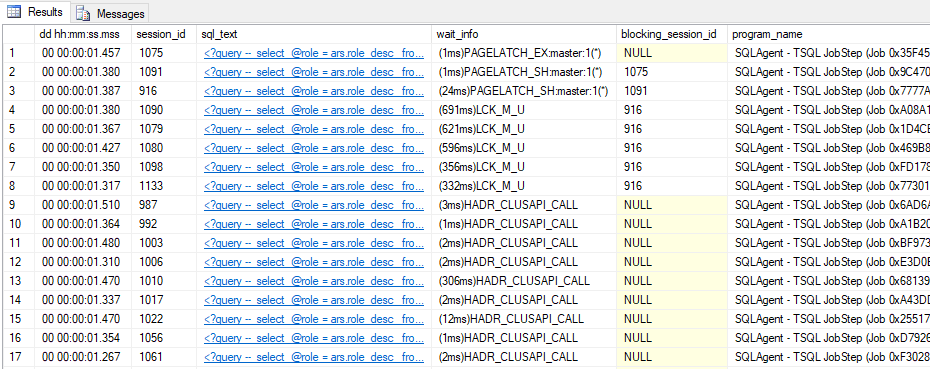 Results Messages
dd hh:mm:ss.mss session_id sql_text wait_info blocking_session_id program_name
1 00 00:00:01.457 1075 <?query -- select @role = ars.role_desc fro... (1ms)PAGELATCH_EX:master:1(*) NULL SQLAgent - TSQL JobStep (Job 0x35F45
2 00 00:00:01.380 1091 <?query -- select @role = ars.role_desc fro... (1ms)PAGELATCH_SH:master:1(*) 1075 SQLAgent - TSQL JobStep (Job 0x9C470
3 00 00:00:01.387 916 <?query -- select @role = ars.role_desc fro... (24ms)PAGELATCH_SH:master:1(*) 1091 SQLAgent - TSQL JobStep (Job 0x7777A
4 00 00:00:01.380 1090 <?query -- select @role = ars.role_desc fro... (691ms)LCK_M_U 916 SQLAgent - TSQL JobStep (Job 0xA08A1
5 00 00:00:01.367 1079 <?query -- select @role = ars.role_desc fro... (621ms)LCK_M_U 916 SQLAgent - TSQL JobStep (Job 0x1D4CE
6 00 00:00:01.427 1080 <?query -- select @role = ars.role_desc fro... (596ms)LCK_M_U 916 SQLAgent - TSQL JobStep (Job 0x469B8
7 00 00:00:01.350 1098 <?query -- select @role = ars.role_desc fro... (356ms)LCK_M_U 916 SQLAgent - TSQL JobStep (Job 0xFD178
8 00 00:00:01.317 1133 <?query -- select @role = ars.role_desc fro... (332ms)LCK_M_U 916 SQLAgent - TSQL JobStep (Job 0x77301
9 00 00:00:01.510 987 <?query -- select @role = ars.role_desc fro... (3ms)HADR_CLUSAPI_CALL NULL SQLAgent - TSQL JobStep (Job 0x6AD6A
10 00 00:00:01.364 992 <?query -- select @role = ars.role_desc fro... (1ms)HADR_CLUSAPI_CALL NULL SQLAgent - TSQL JobStep (Job 0xA1B20
11 00 00:00:01.480 1003 <?query -- select @role = ars.role_desc fro... (2ms)HADR_CLUSAPI_CALL NULL SQLAgent - TSQL JobStep (Job 0xBF973
12 00 00:00:01.310 1006 <?query -- select @role = ars.role_desc fro... (2ms)HADR_CLUSAPI_CALL NULL SQLAgent - TSQL JobStep (Job 0xE3D0E
13 00 00:00:01.470 1010 <?query -- select @role = ars.role_desc fro... (306ms)HADR_CLUSAPI_CALL NULL SQLAgent - TSQL JobStep (Job 0x68139
14 00 00:00:01.337 1017 <?query -- select @role = ars.role_desc fro... (2ms)HADR_CLUSAPI_CALL NULL SQLAgent - TSQL JobStep (Job 0xA43DD
15 00 00:00:01.470 1022 <?query -- select @role = ars.role_desc fro... (12ms)HADR_CLUSAPI_CALL NULL SQLAgent - TSQL JobStep (Job 0x25517
16 00 00:00:01.354 1056 <?query -- select @role = ars.role_desc fro... (1ms)HADR_CLUSAPI_CALL NULL SQLAgent - TSQL JobStep (Job 0xD7926
17 00 00:00:01.267 1061 <?query -- select @role = ars.role_desc fro... (2ms)HADR_CLUSAPI_CALL NULL SQLAgent - TSQL JobStep (Job 0xF3028